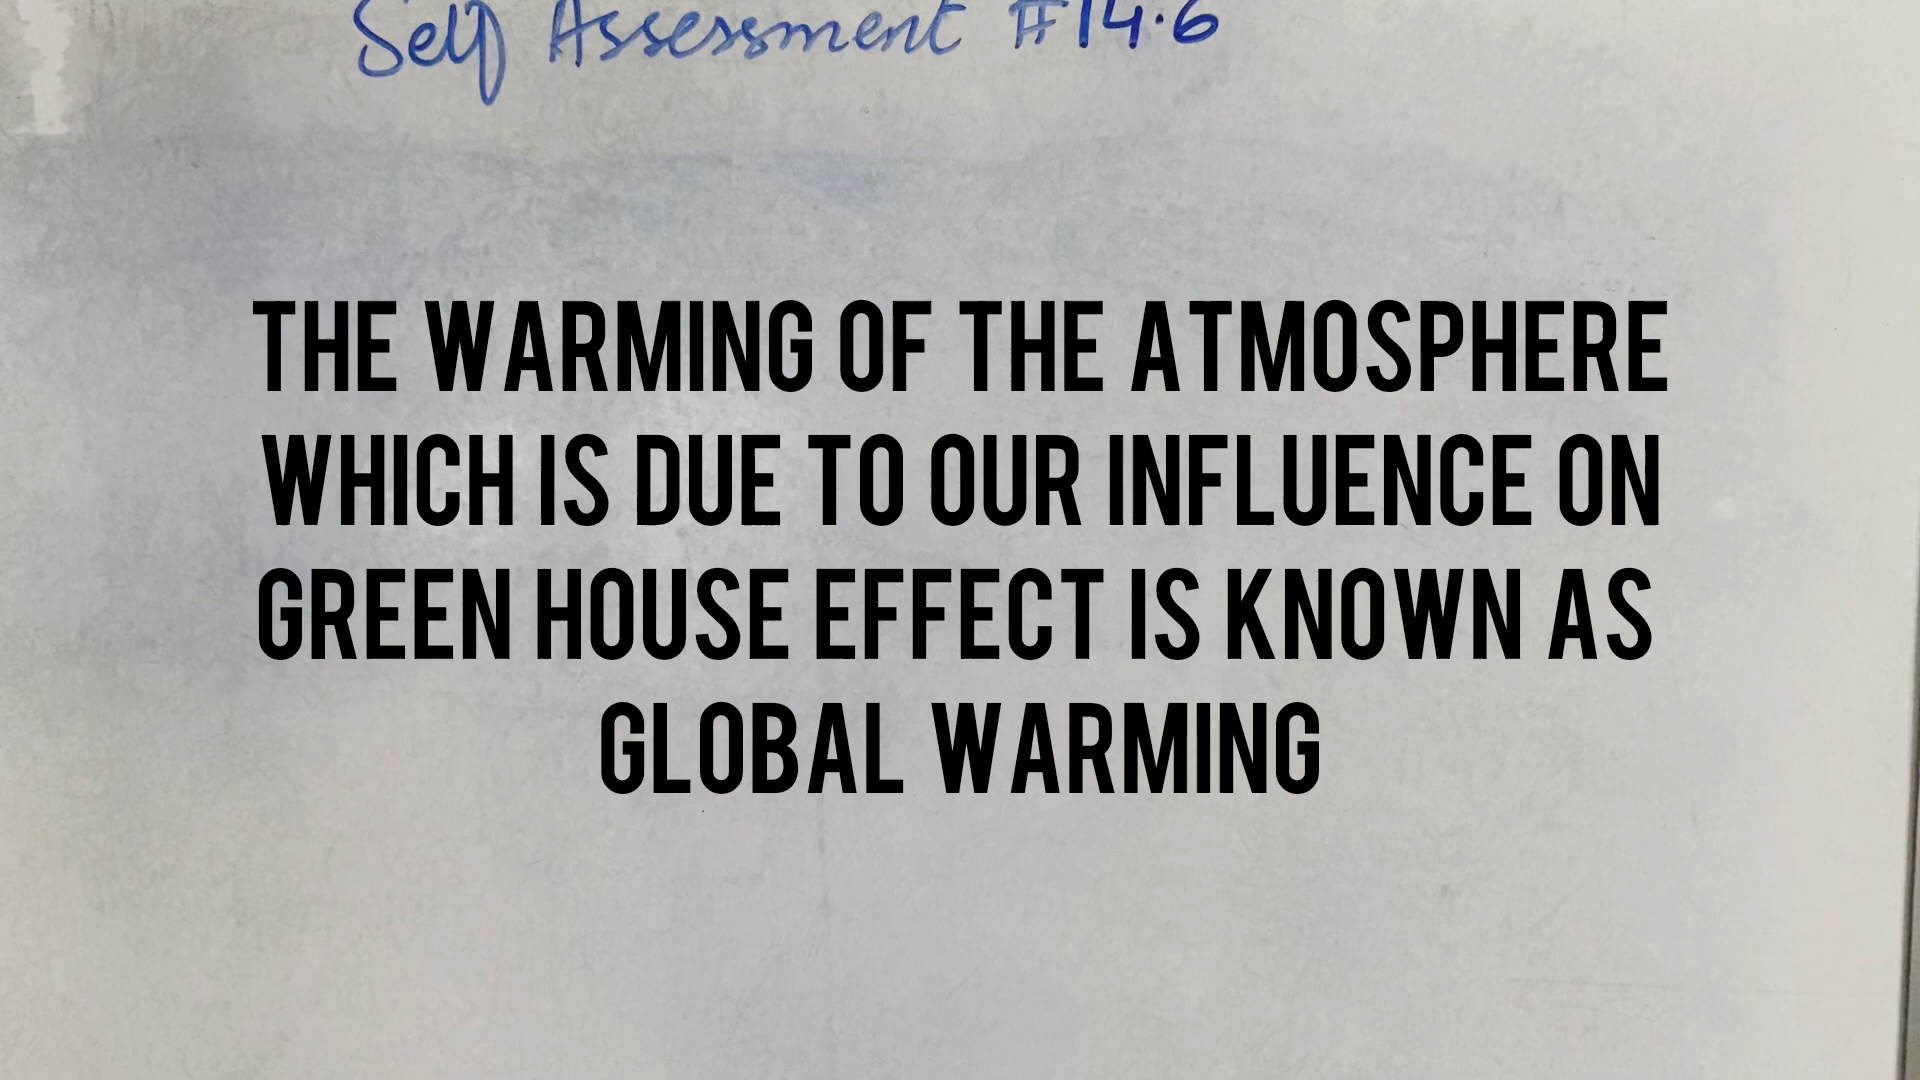 Self Assessment #14.6
THE WARMING OF THE ATMOSPHERE
WHICH IS DUE TO OUR INFLUENCE ON
GREEN HOUSE EFFECT IS KNOWN AS
GLOBAL WARMING